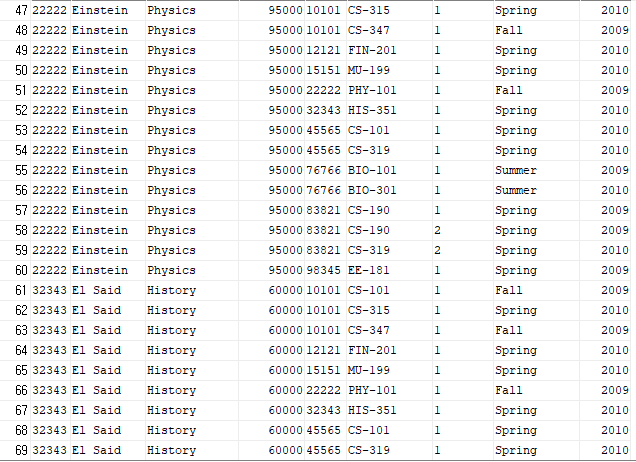 47 22222 Einstein Physics 95000 10101 CS-315 1 Spring 2010
48 22222 Einstein Physics 95000 10101 CS-347 1 Fall 2009
49 22222 Einstein Physics 95000 12121 FIN-201 1 Spring 2010
50 22222 Einstein Physics 95000 15151 MU-199 1 Spring 2010
51 22222 Einstein Physics 95000 22222 PHY-101 1 Fall 2009
52 22222 Einstein Physics 95000 32343 HIS-351 1 Spring 2010
53 22222 Einstein Physics 95000 45565 CS-101 1 Spring 2010
54 22222 Einstein Physics 95000 45565 CS-319 1 Spring 2010
55 22222 Einstein Physics 95000 76766 BIO-101 1 Summer 2009
56 22222 Einstein Physics 95000 76766 BIO-301 1 Summer 2010
57 22222 Einstein Physics 95000 83821 CS-190 1 Spring 2009
58 22222 Einstein Physics 95000 83821 CS-190 2 Spring 2009
59 22222 Einstein Physics 95000 83821 CS-319 2 Spring 2010
60 22222 Einstein Physics 95000 98345 EE-181 1 Spring 2009
61 32343 El Said History 60000 10101 CS-101 1 Fall 2009
62 32343 El Said History 60000 10101 CS-315 1 Spring 2010
63 32343 El Said History 60000 10101 CS-347 1 Fall 2009
64 32343 El Said History 60000 12121 FIN-201 1 Spring 2010
65 32343 El Said History 60000 15151 MU-199 1 Spring 2010
66 32343 El Said History 60000 22222 PHY-101 1 Fall 2009
67 32343 El Said History 60000 32343 HIS-351 1 Spring 2010
68 32343 El Said History 60000 45565 CS-101 1 Spring 2010
69 32343 El Said History 60000 45565 CS-319 1 Spring 2010